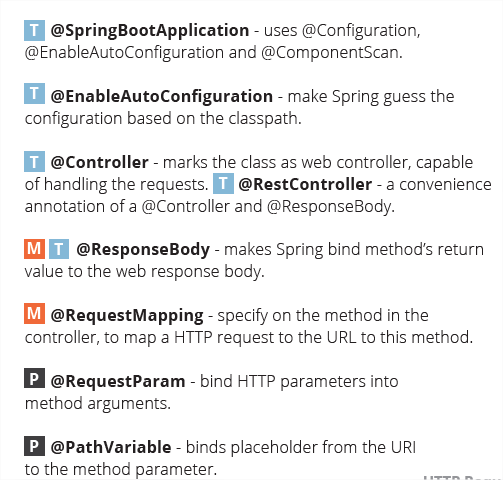 T @SpringBootApplication - uses @Configuration,
@EnableAutoConfiguration and @ComponentScan.
T @EnableAutoConfiguration - make Spring guess the
configuration based on the classpath.
T @Controller - marks the class as web controller, capable
of handling the requests. T @RestController - a convenience
annotation of a @Controller and @ResponseBody.
M T @ResponseBody - makes Spring bind method’s return
value to the web response body.
M @RequestMapping - specify on the method in the
controller, to map a HTTP request to the URL to this method.
P @RequestParam - bind HTTP parameters into
method arguments.
P @PathVariable - binds placeholder from the URI
to the method parameter.